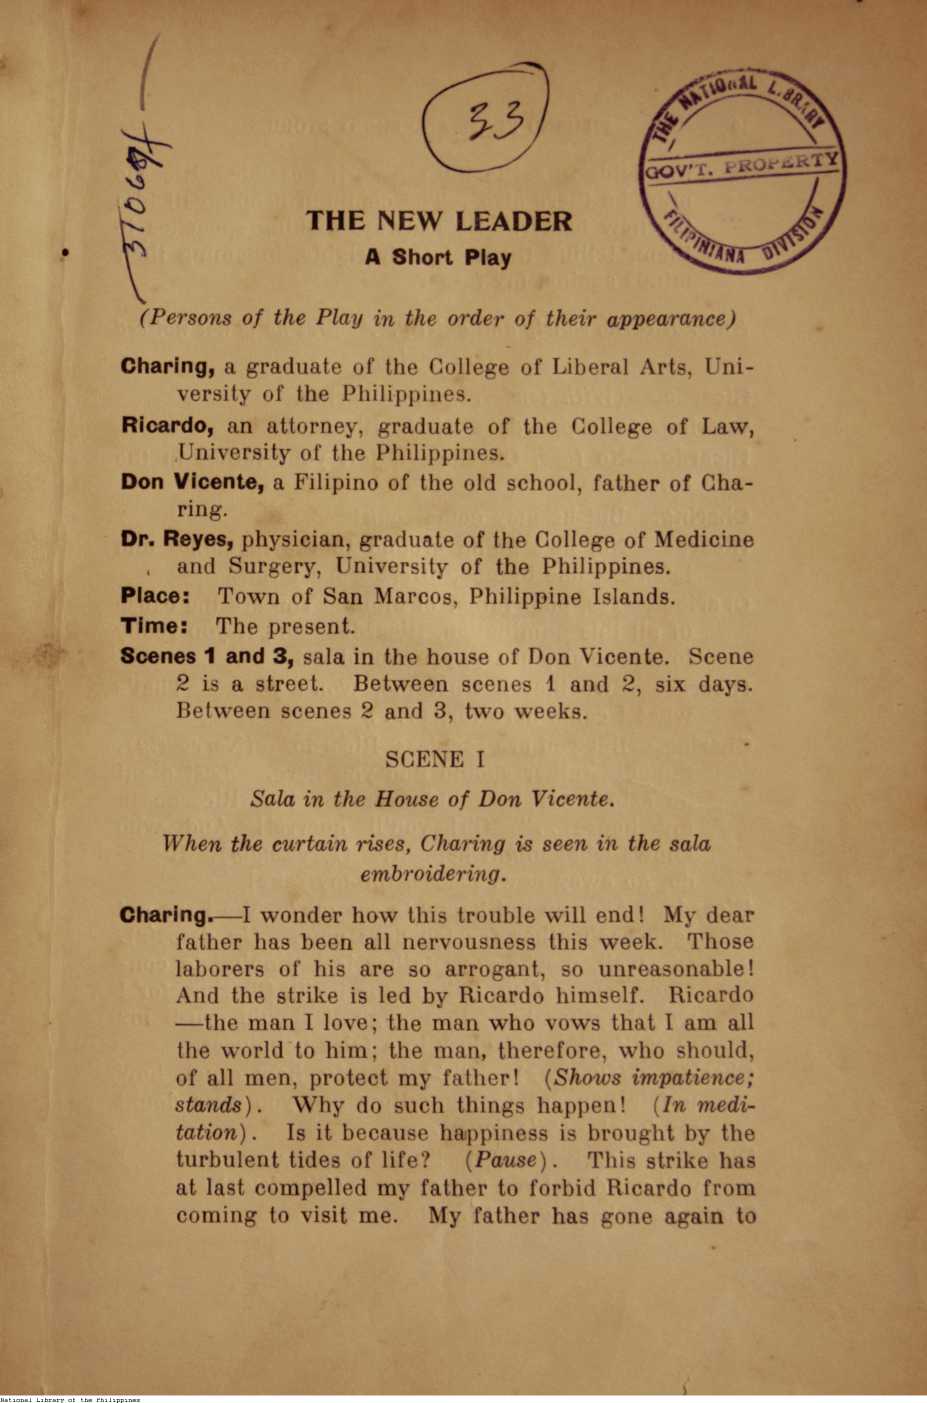 370694
33
THE NATIONAL LIBRARY
GOV'T. PROPERTY
FILIPINIANA DIVISION
THE NEW LEADER
A Short Play
(Persons of the Play in the order of their appearance)
Charing, a graduate of the College of Liberal Arts, Uni-
versity of the Philippines.
Ricardo, an attorney, graduate of the College of Law,
University of the Philippines.
Don Vicente, a Filipino of the old school, father of Cha-
ring.
Dr. Reyes, physician, graduate of the College of Medicine
and Surgery, University of the Philippines.
Place: Town of San Marcos, Philippine Islands.
Time: The present.
Scenes 1 and 3, sala in the house of Don Vicente. Scene
2 is a street. Between scenes 1 and 2, six days.
Between scenes 2 and 3, two weeks.
SCENE I
Sala in the House of Don Vicente.
When the curtain rises, Charing is seen in the sala
embroidering.
Charing.—I wonder how this trouble will end! My dear
father has been all nervousness this week. Those
laborers of his are so arrogant, so unreasonable!
And the strike is led by Ricardo himself. Ricardo
—the man I love; the man who vows that I am all
the world to him; the man, therefore, who should,
of all men, protect my father! (Shows impatience;
stands). Why do such things happen! (In medi-
tation). Is it because happiness is brought by the
turbulent tides of life? (Pause). This strike has
at last compelled my father to forbid Ricardo from
coming to visit me. My father has gone again to
National Library of the Philippines